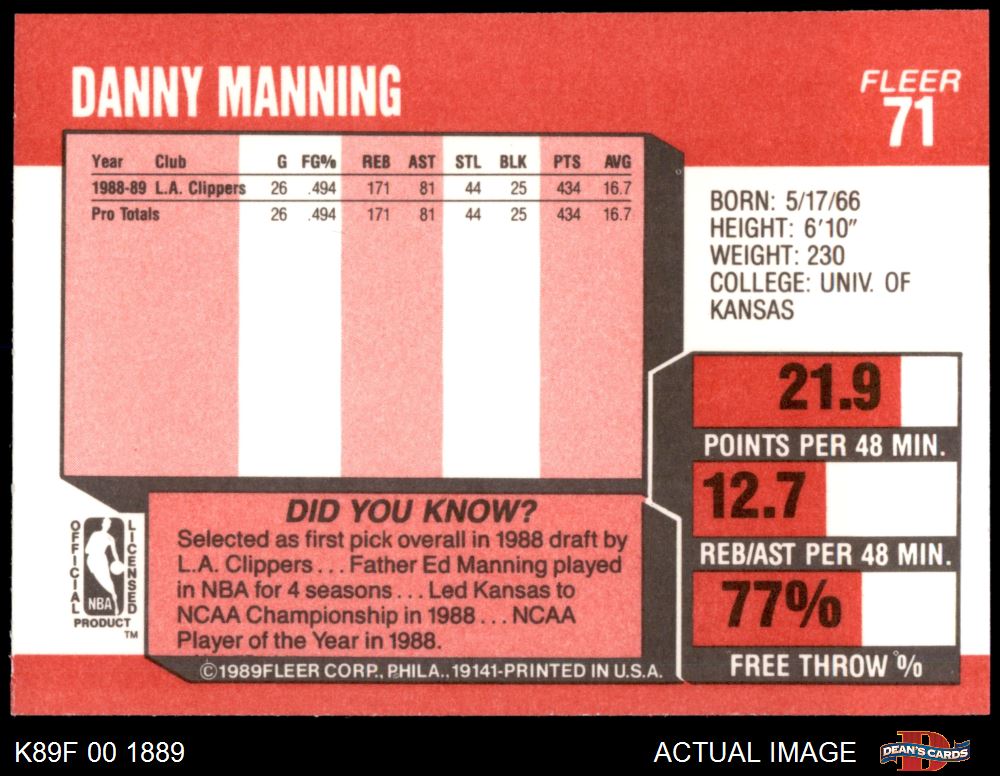 DANNY MANNING
FLEER
71
Year Club G FG% REB AST STL BLK PTS AVG
1988-89 L.A. Clippers 26 .494 171 81 44 25 434 16.7
Pro Totals 26 .494 171 81 44 25 434 16.7
BORN: 5/17/66
HEIGHT: 6'10"
WEIGHT: 230
COLLEGE: UNIV. OF
KANSAS
21.9
POINTS PER 48 MIN.
12.7
REB/AST PER 48 MIN.
77%
FREE THROW %
DID YOU KNOW?
Selected as first pick overall in 1988 draft by
L.A. Clippers . . . Father Ed Manning played
in NBA for 4 seasons . . . Led Kansas to
NCAA Championship in 1988 . . . NCAA
Player of the Year in 1988.
OFFICIAL
NBA
LICENSED
PRODUCT
TM
©1989FLEER CORP., PHILA., 19141-PRINTED IN U.S.A.
K89F 00 1889
ACTUAL IMAGE
D
DEAN'S CARDS